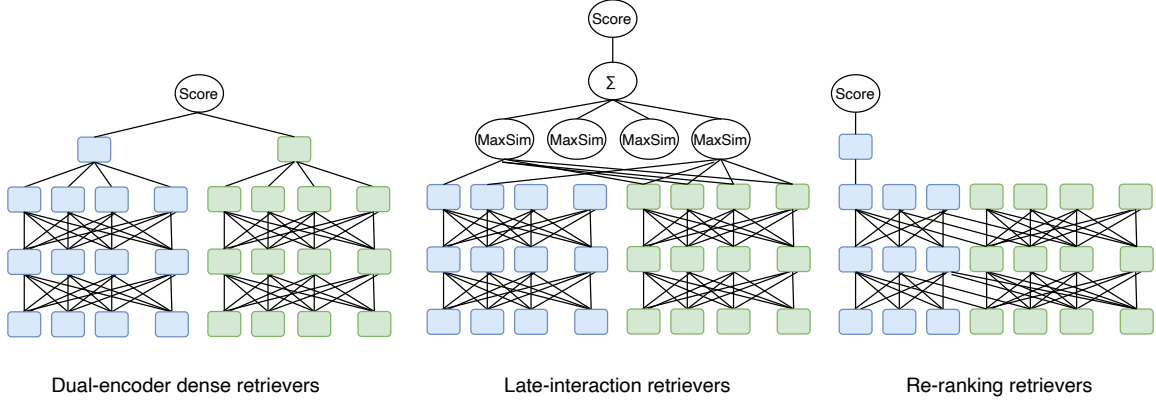 Score
Σ
MaxSim MaxSim MaxSim MaxSim
Score
Score
Dual-encoder dense retrievers
Late-interaction retrievers
Re-ranking retrievers